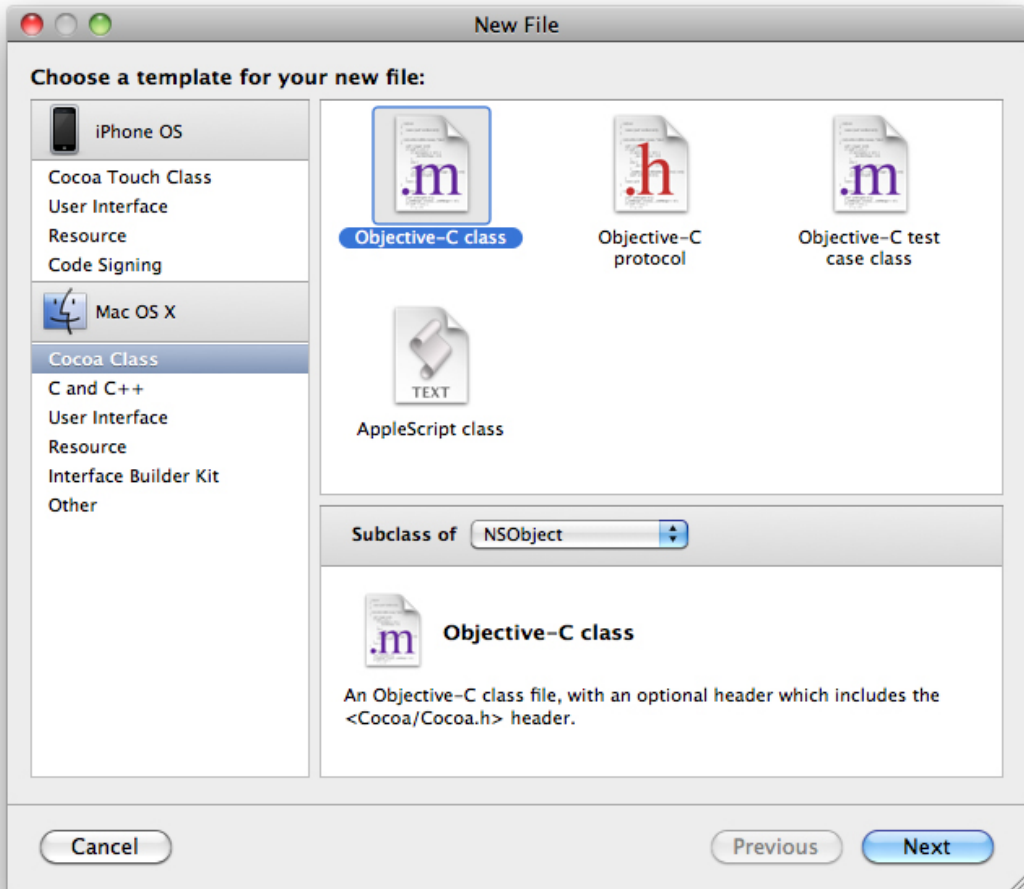 New File
Choose a template for your new file:
iPhone OS
Cocoa Touch Class
User Interface
Resource
Code Signing
Mac OS X
Cocoa Class
C and C++
User Interface
Resource
Interface Builder Kit
Other
.m
Objective-C class
.h
Objective-C
protocol
.m
Objective-C test
case class
TEXT
AppleScript class
Subclass of NSObject
.m
Objective-C class
An Objective-C class file, with an optional header which includes the
<Cocoa/Cocoa.h> header.
Cancel
Previous
Next